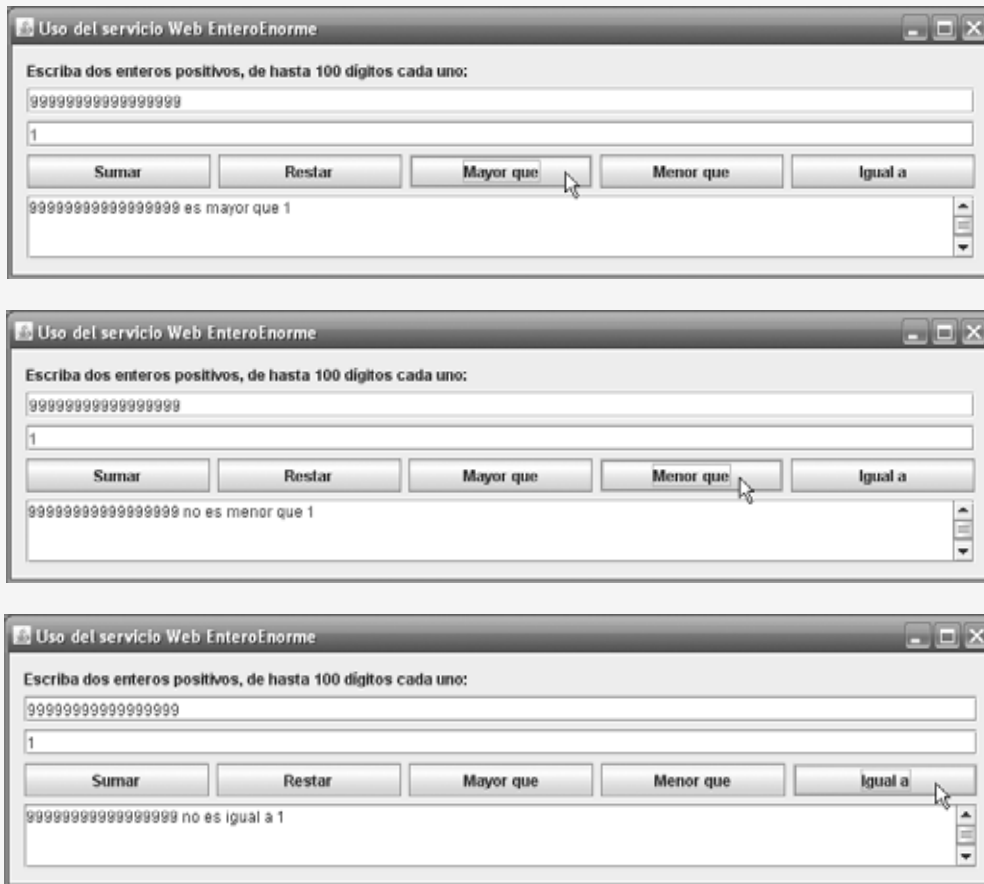 Uso del servicio Web EnteroEnorme
Escriba dos enteros positivos, de hasta 100 dígitos cada uno:
99999999999999999
1
Sumar Restar Mayor que Menor que Igual a
99999999999999999 es mayor que 1
Uso del servicio Web EnteroEnorme
Escriba dos enteros positivos, de hasta 100 dígitos cada uno:
99999999999999999
1
Sumar Restar Mayor que Menor que Igual a
99999999999999999 no es menor que 1
Uso del servicio Web EnteroEnorme
Escriba dos enteros positivos, de hasta 100 dígitos cada uno:
99999999999999999
1
Sumar Restar Mayor que Menor que Igual a
99999999999999999 no es igual a 1